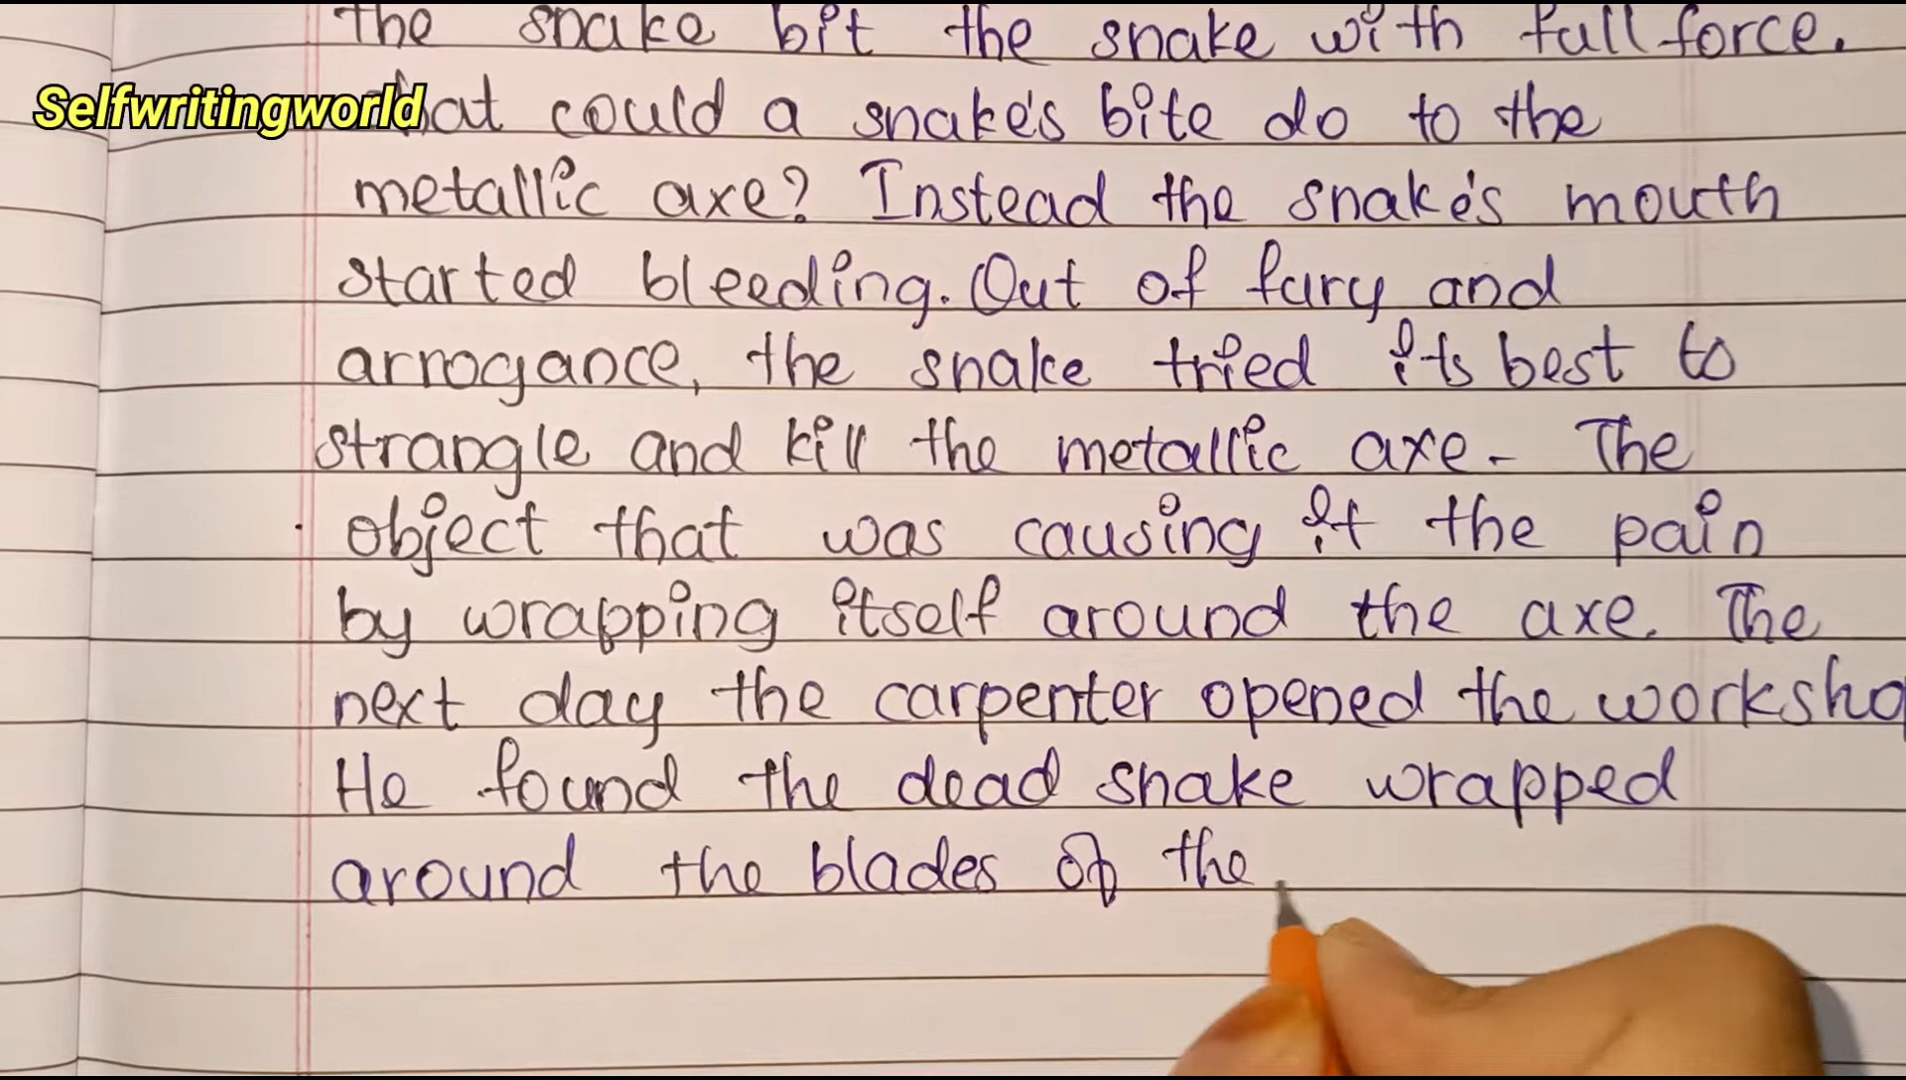 the snake bit the snake with full force.
Selfwritingworld
hat could a snake's bite do to the
metallic axe? Instead the snake's mouth
started bleeding. Out of fury and
arrogance, the snake tried its best to
strangle and kill the metallic axe. The
object that was causing it the pain
by wrapping itself around the axe. The
next day the carpenter opened the worksho
He found the dead snake wrapped
around the blades of the